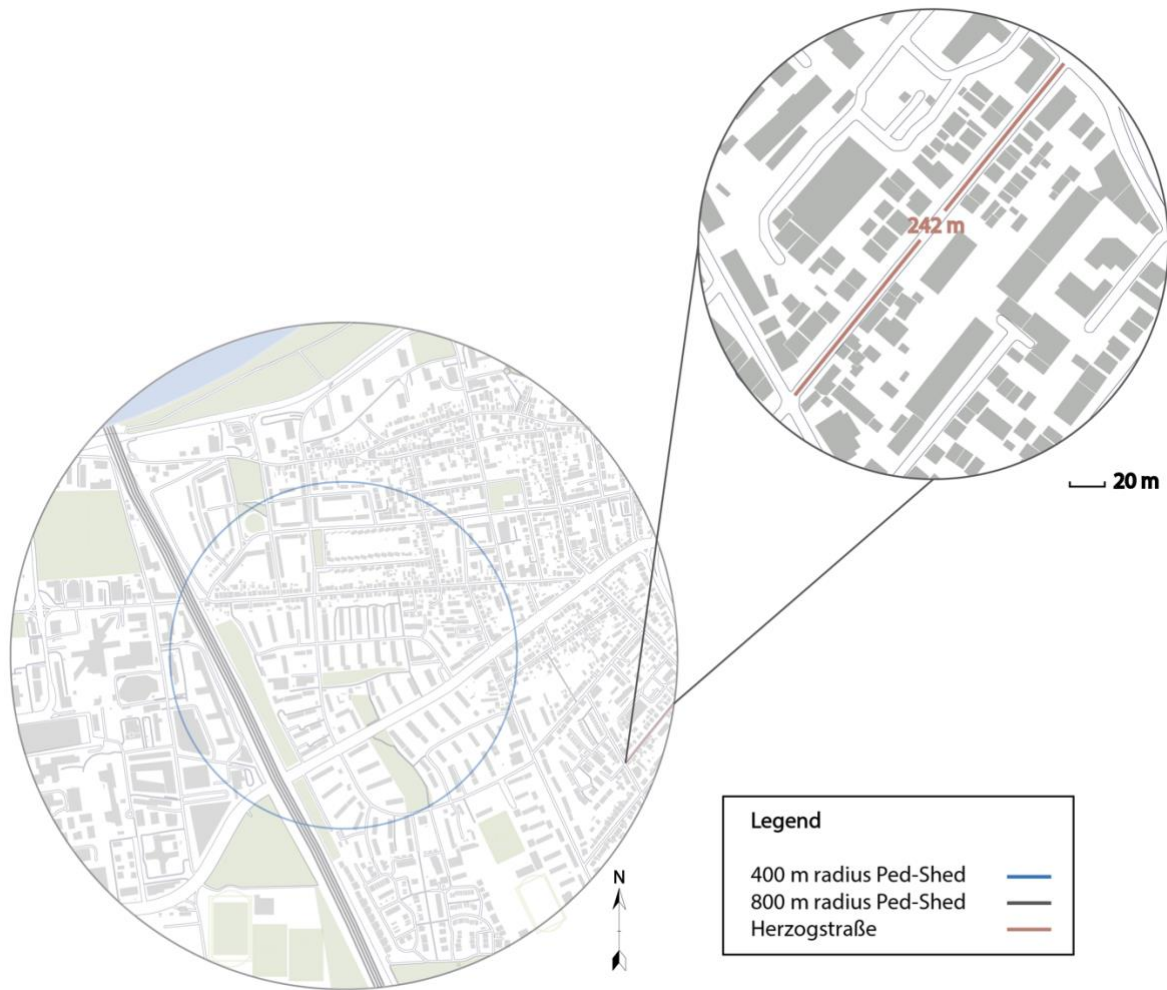 242 m
20 m
N
Legend
400 m radius Ped-Shed
800 m radius Ped-Shed
Herzogstraße